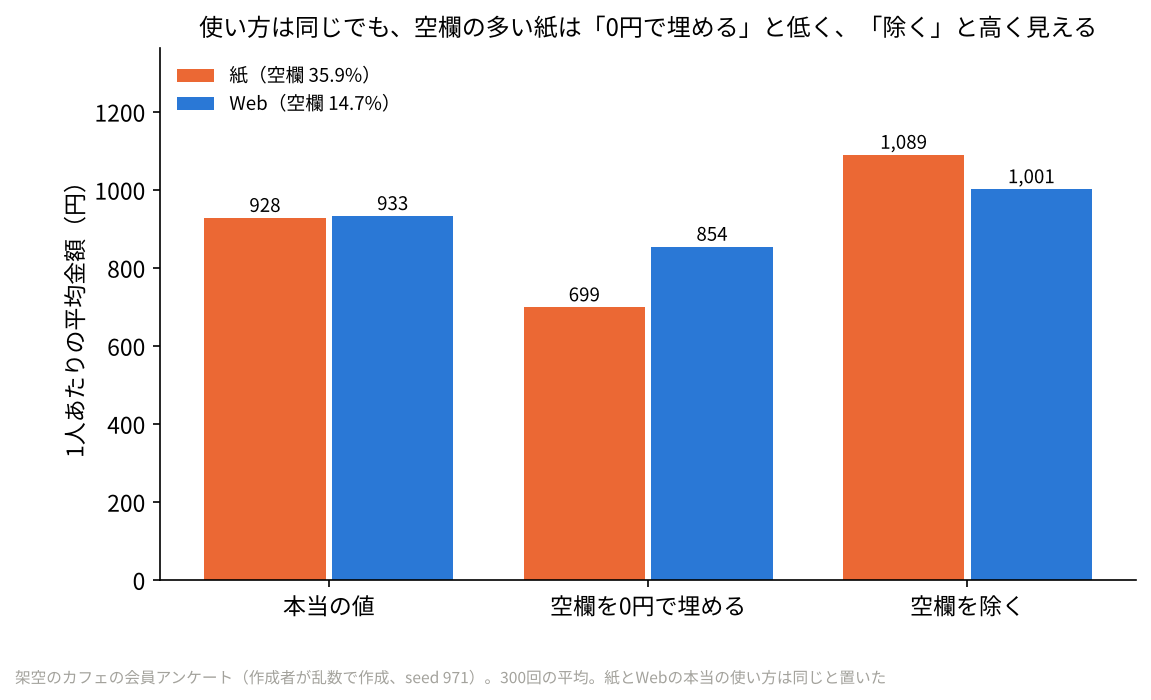 使い方は同じでも、空欄の多い紙は「0円で埋める」と低く、「除く」と高く見える
紙（空欄 35.9%）
Web（空欄 14.7%）
1人あたりの平均金額（円）
1200
1000
800
600
400
200
0
928
933
699
854
1,089
1,001
本当の値
空欄を0円で埋める
空欄を除く
架空のカフェの会員アンケート（作成者が乱数で作成、seed 971）。300回の平均。紙とWebの本当の使い方は同じと置いた